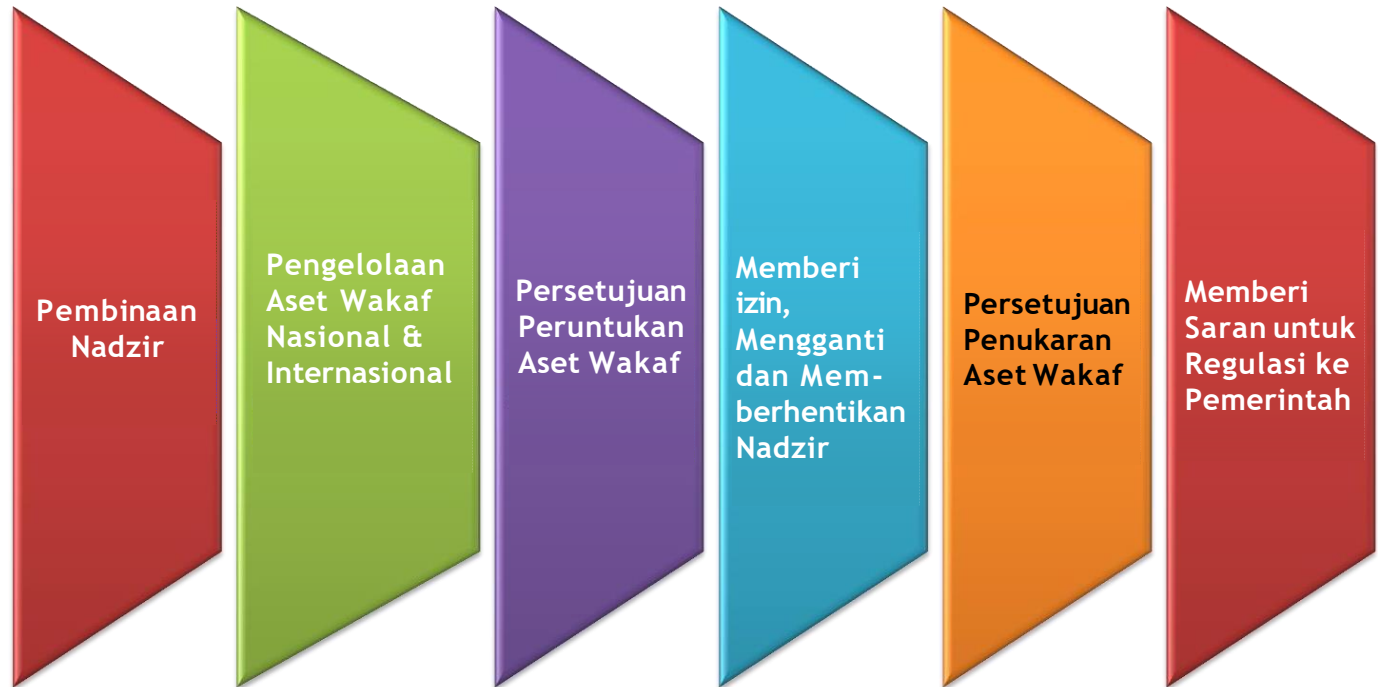 Pembinaan
Nadzir
Pengelolaan
Aset Wakaf
Nasional &
Internasional
Persetujuan
Peruntukan
Aset Wakaf
Memberi
izin,
Mengganti
dan Mem-
berhentikan
Nadzir
Persetujuan
Penukaran
Aset Wakaf
Memberi
Saran untuk
Regulasi ke
Pemerintah